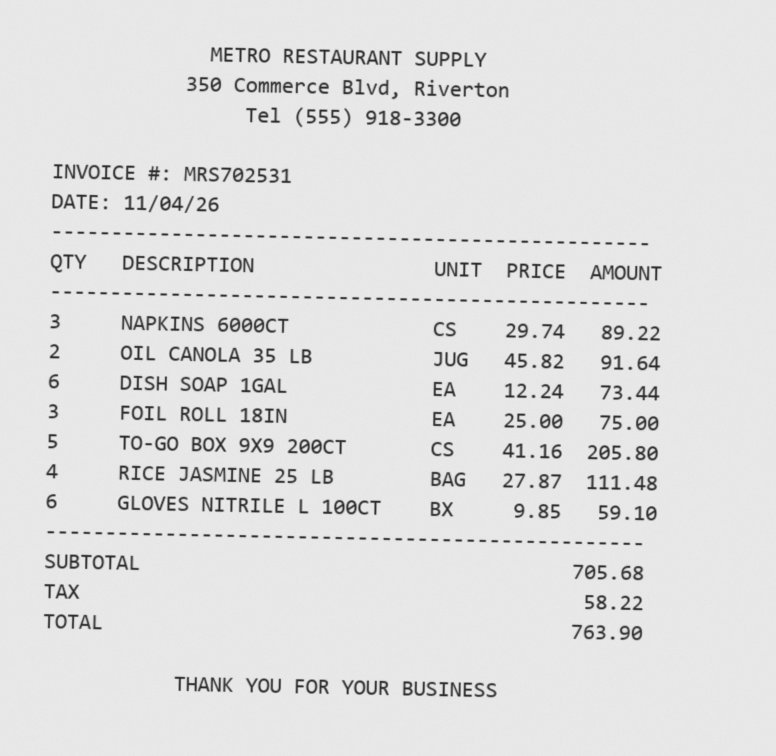 METRO RESTAURANT SUPPLY
350 Commerce Blvd, Riverton
Tel (555) 918-3300
INVOICE #: MRS702531
DATE: 11/04/26
--------------------------------------------------
QTY DESCRIPTION UNIT PRICE AMOUNT
--------------------------------------------------
3 NAPKINS 6000CT CS 29.74 89.22
2 OIL CANOLA 35 LB JUG 45.82 91.64
6 DISH SOAP 1GAL EA 12.24 73.44
3 FOIL ROLL 18IN EA 25.00 75.00
5 TO-GO BOX 9X9 200CT CS 41.16 205.80
4 RICE JASMINE 25 LB BAG 27.87 111.48
6 GLOVES NITRILE L 100CT BX 9.85 59.10
--------------------------------------------------
SUBTOTAL 705.68
TAX 58.22
TOTAL 763.90
THANK YOU FOR YOUR BUSINESS